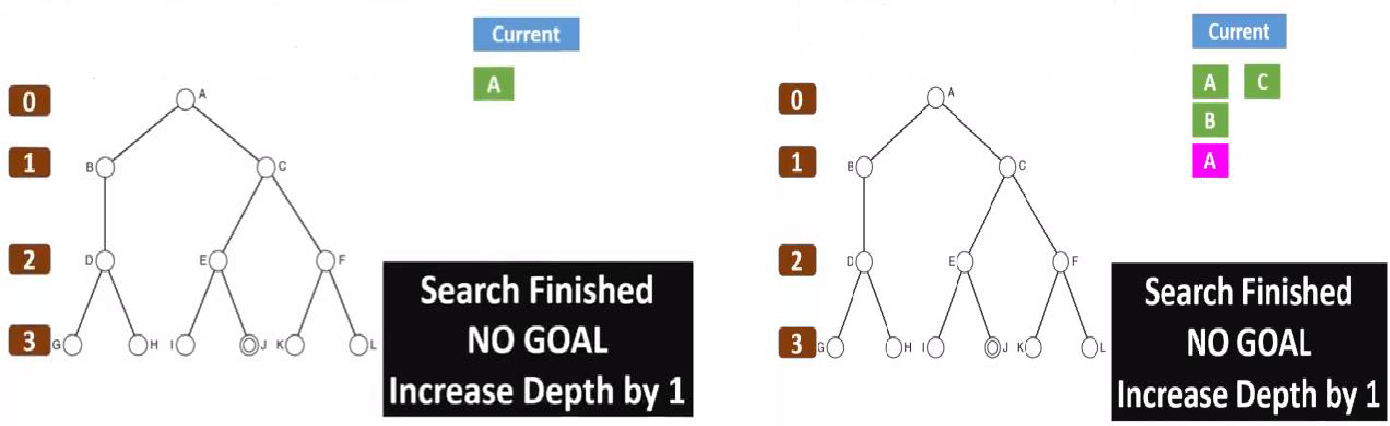 Current
A
0
A
1
B
C
2
D
E
F
3
G
H
I
J
K
L
Search Finished
NO GOAL
Increase Depth by 1
Current
A C
B
A
0
A
1
B
C
2
D
E
F
3
G
H
I
J
K
L
Search Finished
NO GOAL
Increase Depth by 1